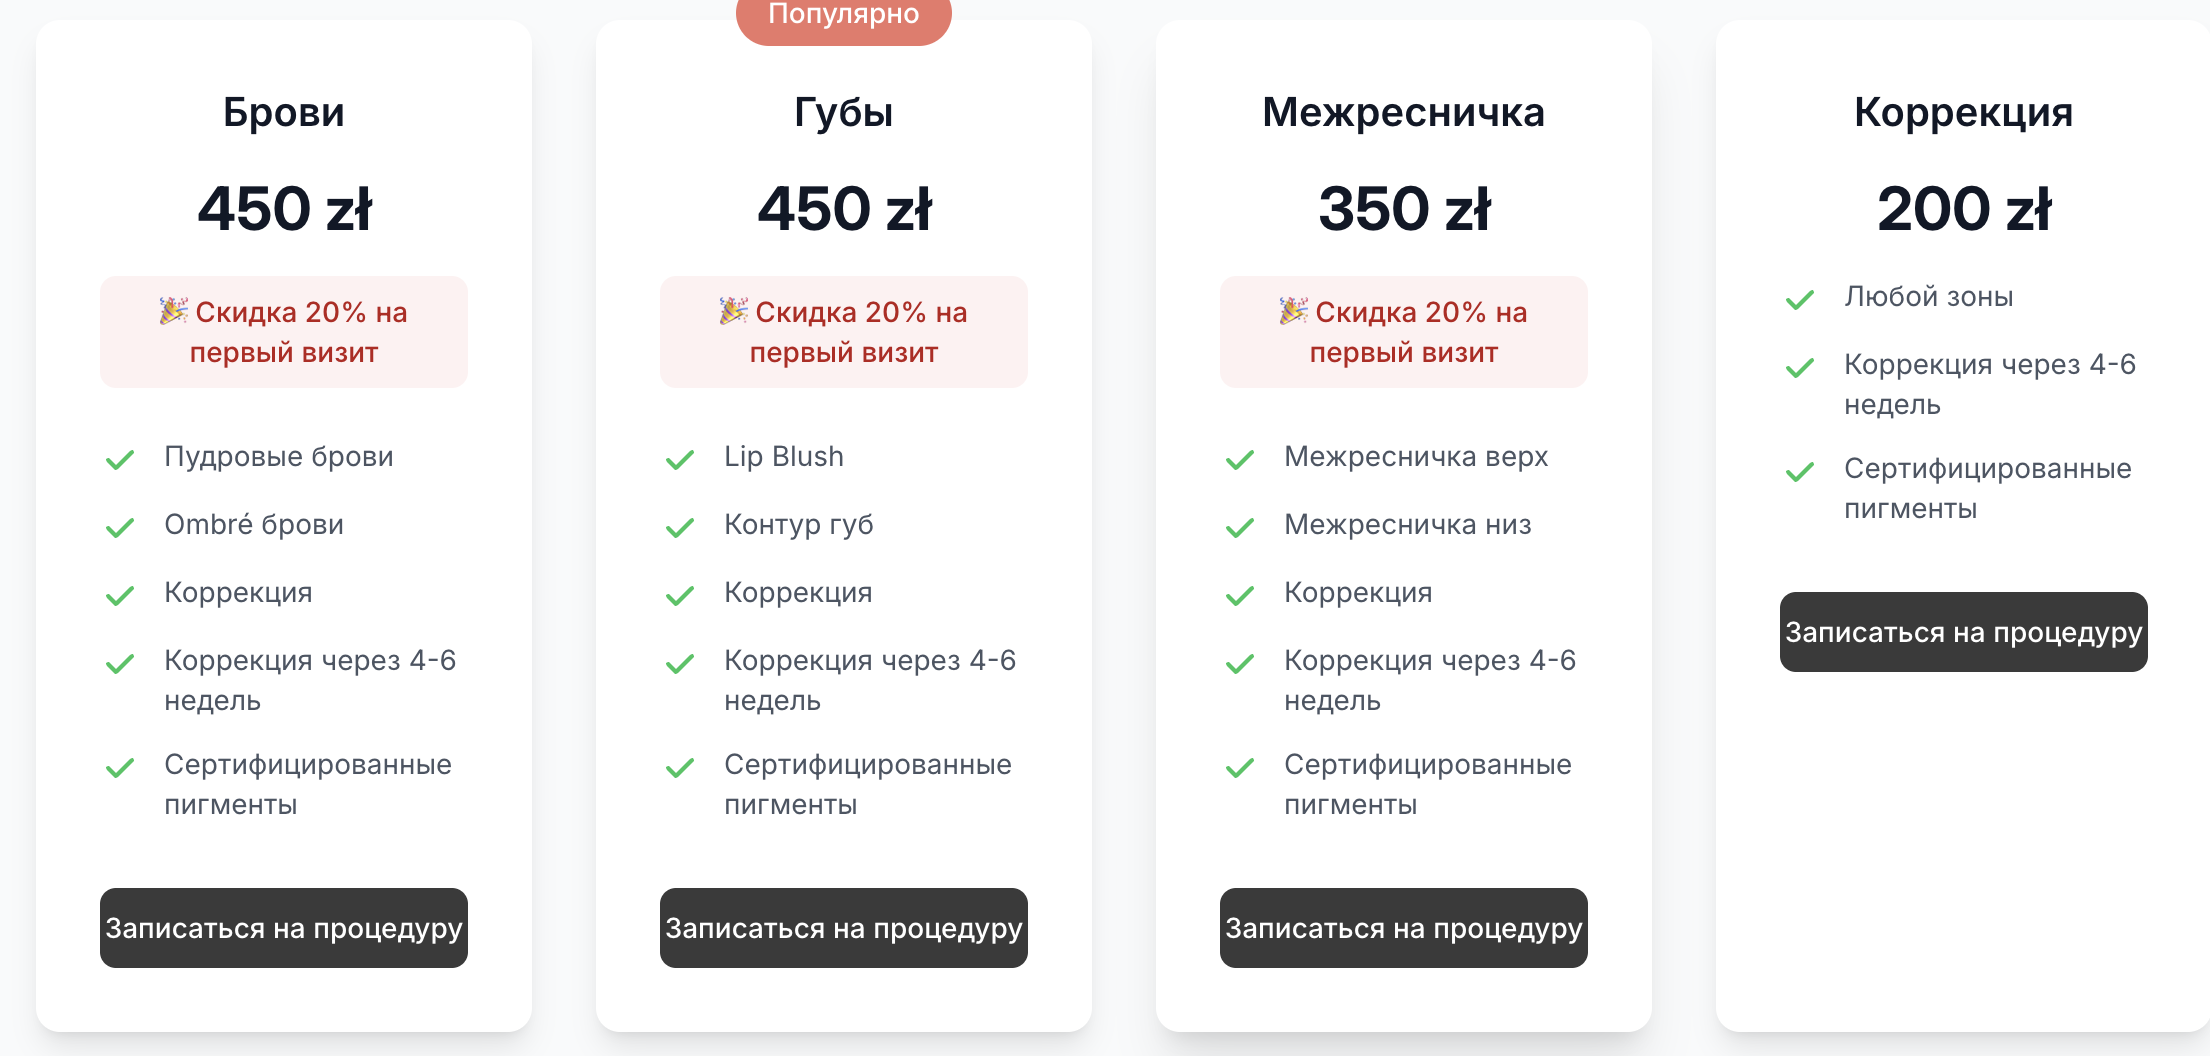 Популярно
Брови
450 zł
🎉 Скидка 20% на
первый визит
Пудровые брови
Ombré брови
Коррекция
Коррекция через 4-6
недель
Сертифицированные
пигменты
Записаться на процедуру
Губы
450 zł
🎉 Скидка 20% на
первый визит
Lip Blush
Контур губ
Коррекция
Коррекция через 4-6
недель
Сертифицированные
пигменты
Записаться на процедуру
Межресничка
350 zł
🎉 Скидка 20% на
первый визит
Межресничка верх
Межресничка низ
Коррекция
Коррекция через 4-6
недель
Сертифицированные
пигменты
Записаться на процедуру
Коррекция
200 zł
Любой зоны
Коррекция через 4-6
недель
Сертифицированные
пигменты
Записаться на процедуру